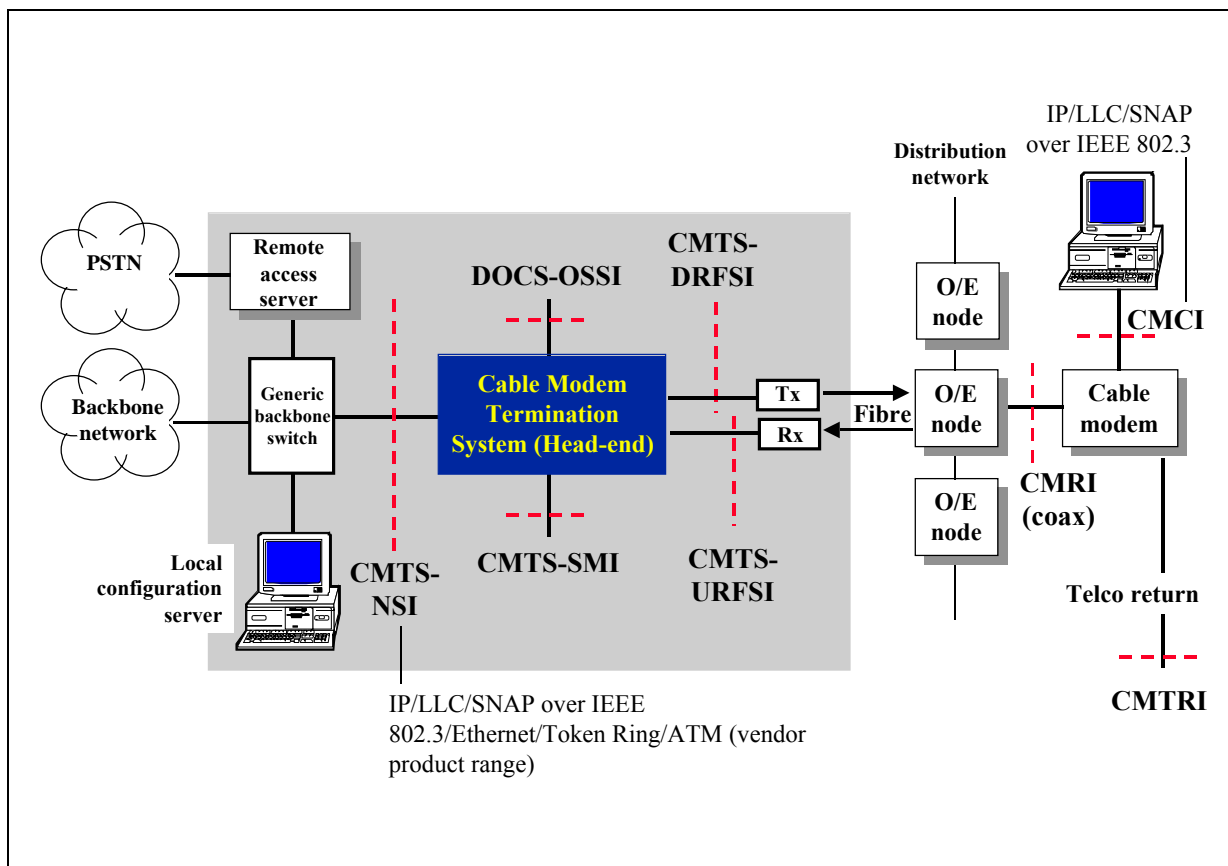 IP/LLC/SNAP
over IEEE 802.3
Distribution
network
PSTN
Remote
access
server
DOCS-OSSI
CMTS-
DRFSI
O/E
node
CMCI
Backbone
network
Generic
backbone
switch
Cable Modem
Termination
System (Head-end)
Tx
Rx
Fibre
O/E
node
Cable
modem
CMRI
(coax)
O/E
node
Local
configuration
server
CMTS-
NSI
CMTS-SMI
CMTS-
URFSI
Telco return
CMTRI
IP/LLC/SNAP over IEEE
802.3/Ethernet/Token Ring/ATM (vendor
product range)